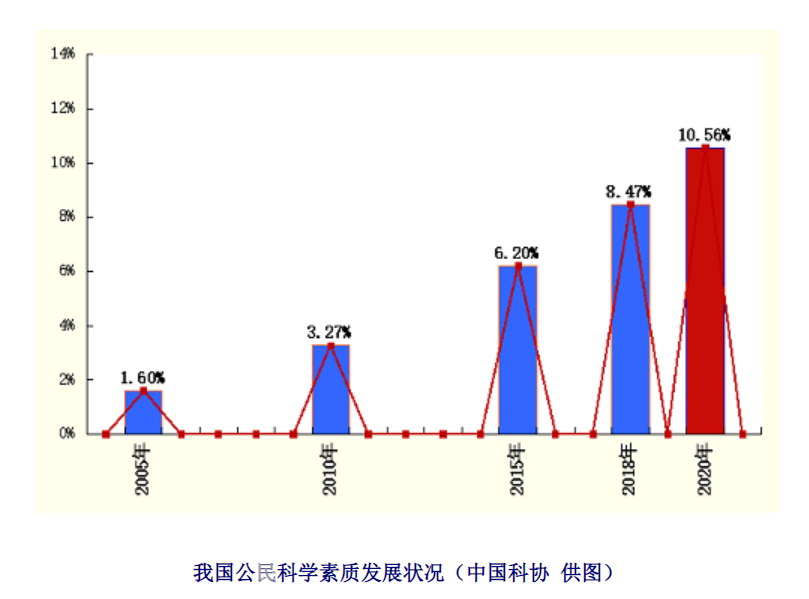 14%
12%
10%
8%
6%
4%
2%
0%
1.60%
3.27%
6.20%
8.47%
10.56%
2005年
2010年
2015年
2018年
2020年
我国公民科学素质发展状况（中国科协 供图）